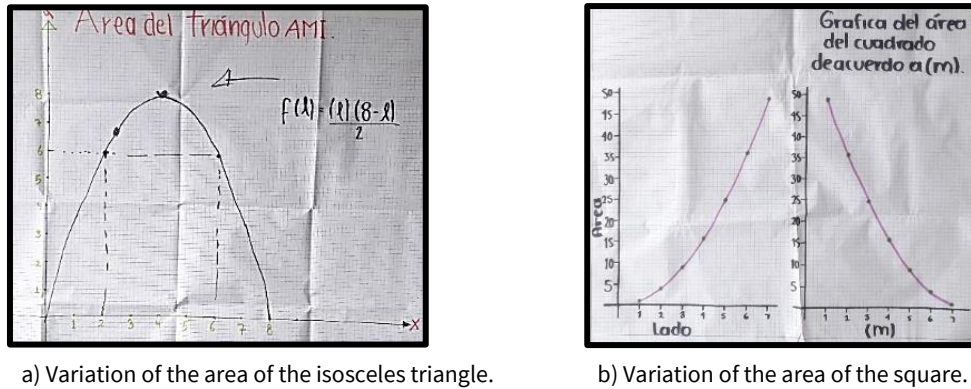 Area del triángulo AMI.
y
f(l) = (l)(8-l)
2
8
7
6
5
4
3
2
1
1 2 3 4 5 6 7 8 X
Grafica del área
del cuadrado
deacuerdo a (m).
50
45
40
35
30
25
20
15
10
5
Area
1 2 3 4 5 6 7
Lado
50
45
40
35
30
25
20
15
10
5
1 2 3 4 5 6 7
(m)
a) Variation of the area of the isosceles triangle.
b) Variation of the area of the square.